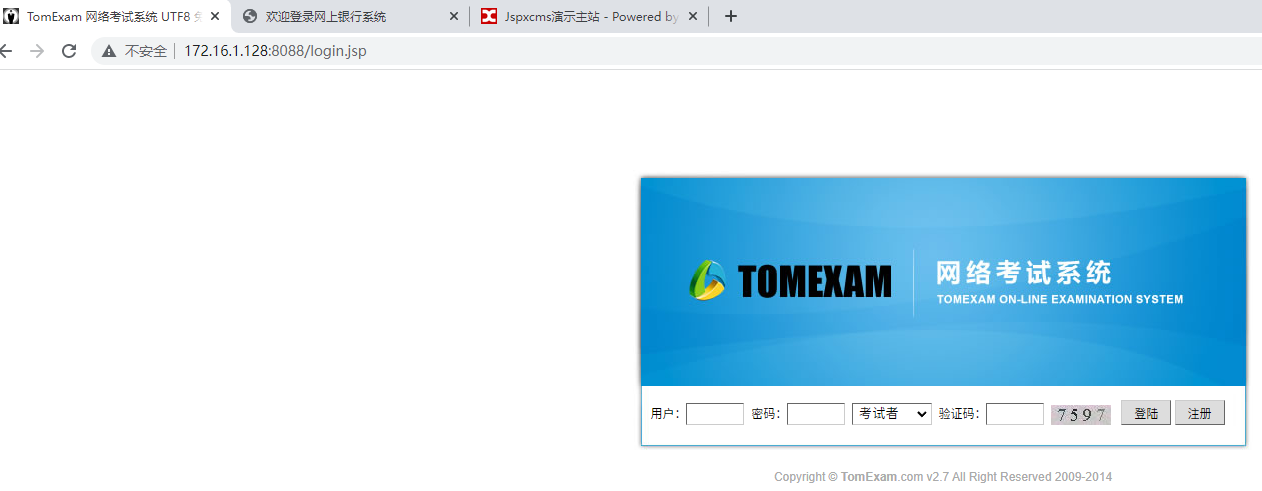 TomExam 网络考试系统 UTF8
欢迎登录网上银行系统
Jspxcms演示主站 - Powered by
不安全 172.16.1.128:8088/login.jsp
TOMEXAM
网络考试系统
TOMEXAM ON-LINE EXAMINATION SYSTEM
用户： 密码： 考试者 验证码： 7597 登陆 注册
Copyright © TomExam.com v2.7 All Right Reserved 2009-2014